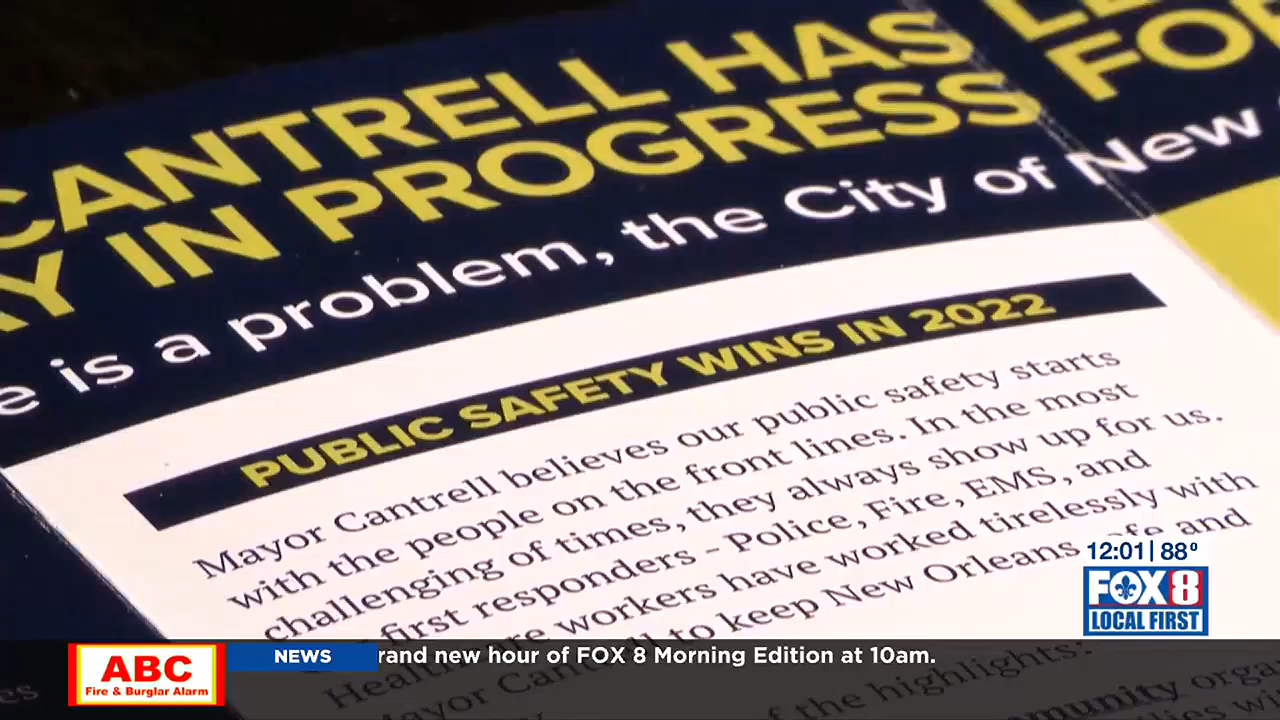 CANTRELL HAS
IN PROGRESS FOR
is a problem, the City of New
PUBLIC SAFETY WINS IN 2022
Mayor Cantrell believes our public safety starts
with the people on the front lines. In the most
challenging of times, they always show up for us.
first responders – Police, Fire, EMS, and
workers have worked tirelessly with
to keep New Orleans and
of the highlights:
12:01 | 88°
FOX 8
LOCAL FIRST
ABC
Fire & Burglar Alarm
NEWS
new hour of FOX 8 Morning Edition at 10am.